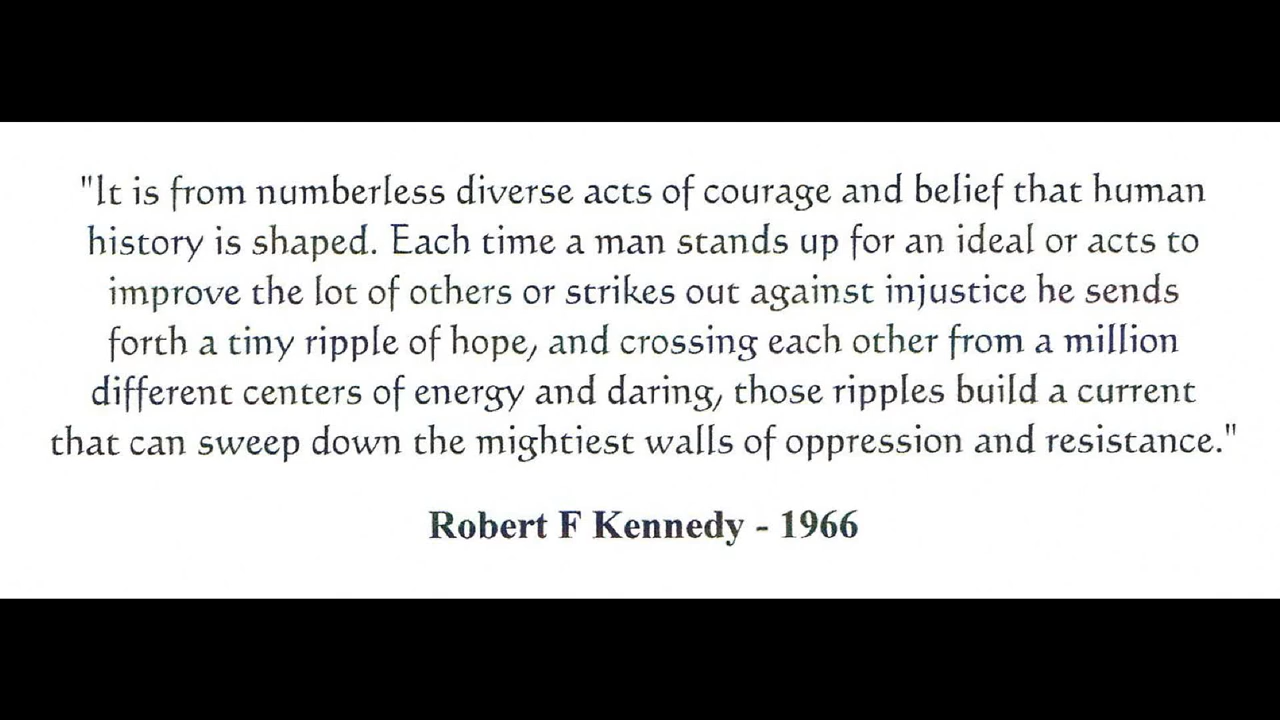 "It is from numberless diverse acts of courage and belief that human
history is shaped. Each time a man stands up for an ideal or acts to
improve the lot of others or strikes out against injustice he sends
forth a tiny ripple of hope, and crossing each other from a million
different centers of energy and daring, those ripples build a current
that can sweep down the mightiest walls of oppression and resistance."
Robert F Kennedy - 1966